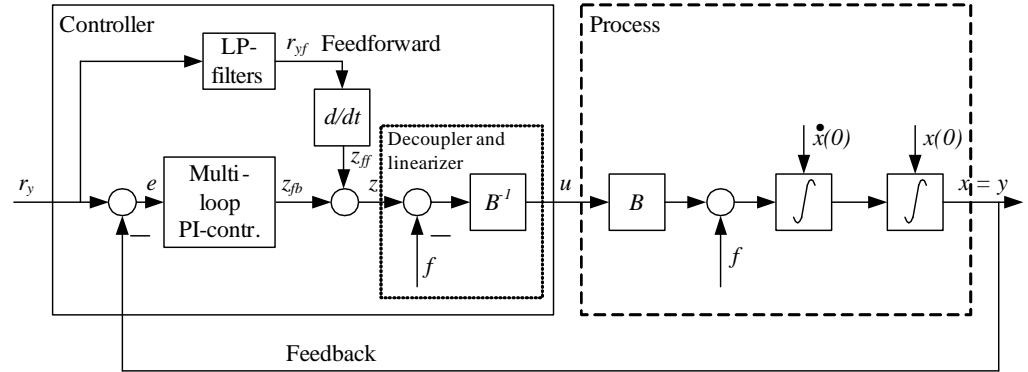 Controller
Process
LP-
filters
r_yf
Feedforward
d/dt
Decoupler and
linearizer
z_ff
ẋ(0)
x(0)
r_y
e
Multi-
loop
PI-contr.
z_fb
z
B^-1
u
B
∫
∫
x = y
f
f
Feedback